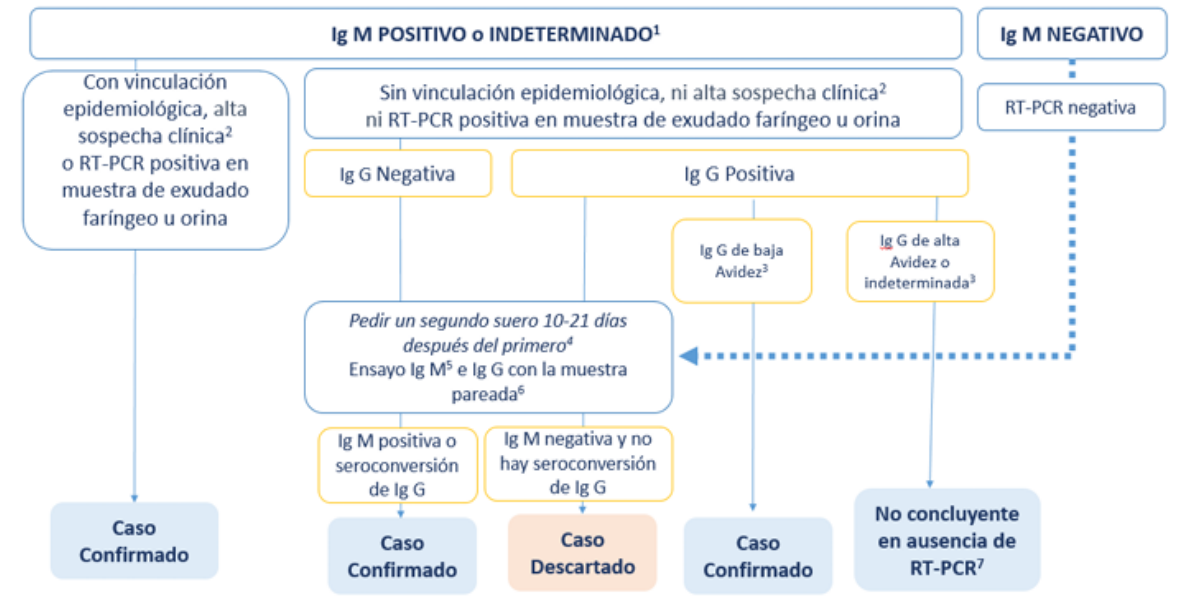 Ig M POSITIVO o INDETERMINADO¹
Ig M NEGATIVO
Con vinculación
epidemiológica, alta
sospecha clínica²
o RT-PCR positiva en
muestra de exudado
faríngeo u orina
Sin vinculación epidemiológica, ni alta sospecha clínica²
ni RT-PCR positiva en muestra de exudado faríngeo u orina
RT-PCR negativa
Ig G Negativa
Ig G Positiva
Ig G de baja
Avidez³
Ig G de alta
Avidez o
indeterminada³
Pedir un segundo suero 10-21 días
después del primero⁴
Ensayo Ig M⁵ e Ig G con la muestra
pareada⁶
Ig M positiva o
seroconversión
de Ig G
Ig M negativa y no
hay seroconversión
de Ig G
Caso
Confirmado
Caso
Confirmado
Caso
Descartado
Caso
Confirmado
No concluyente
en ausencia de
RT-PCR⁷